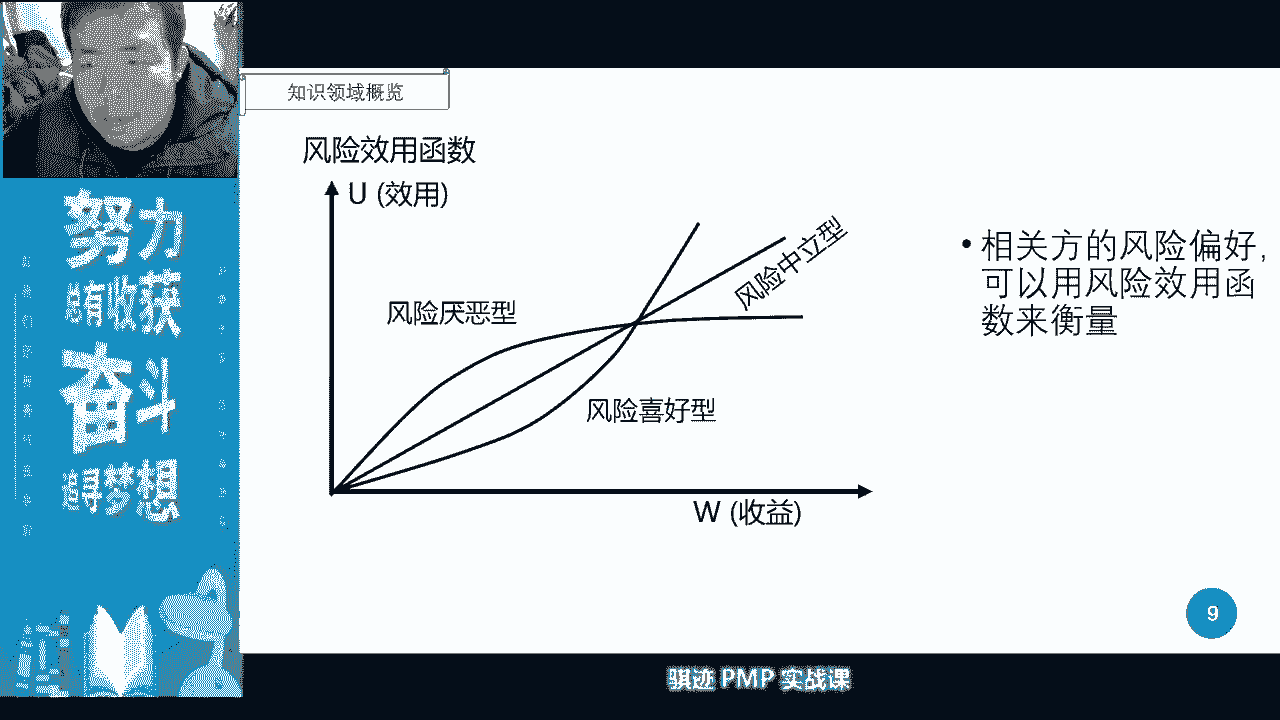 知识领域概览
风险效用函数
U (效用)
风险厌恶型
风险中立型
风险喜好型
W (收益)
• 相关方的风险偏好,
可以用风险效用函
数来衡量
9
努力
总有收获
奋斗
追寻梦想
骐迹 PMP 实战课